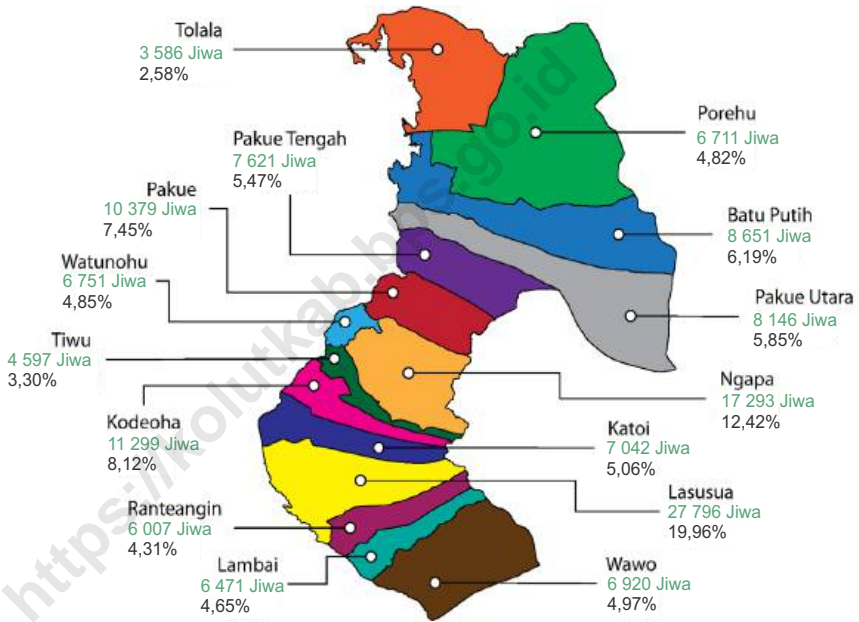 Tolala
3 586 Jiwa
2,58%
Porehu
6 711 Jiwa
4,82%
Pakue Tengah
7 621 Jiwa
5,47%
Pakue
10 379 Jiwa
7,45%
Batu Putih
8 651 Jiwa
6,19%
Watunohu
6 751 Jiwa
4,85%
Pakue Utara
8 146 Jiwa
5,85%
Tiwu
4 597 Jiwa
3,30%
Ngapa
17 293 Jiwa
12,42%
Kodeoha
11 299 Jiwa
8,12%
Katoi
7 042 Jiwa
5,06%
Lasusua
27 796 Jiwa
19,96%
Ranteangin
6 007 Jiwa
4,31%
Lambai
6 471 Jiwa
4,65%
Wawo
6 920 Jiwa
4,97%
https://kolutkab.bps.go.id